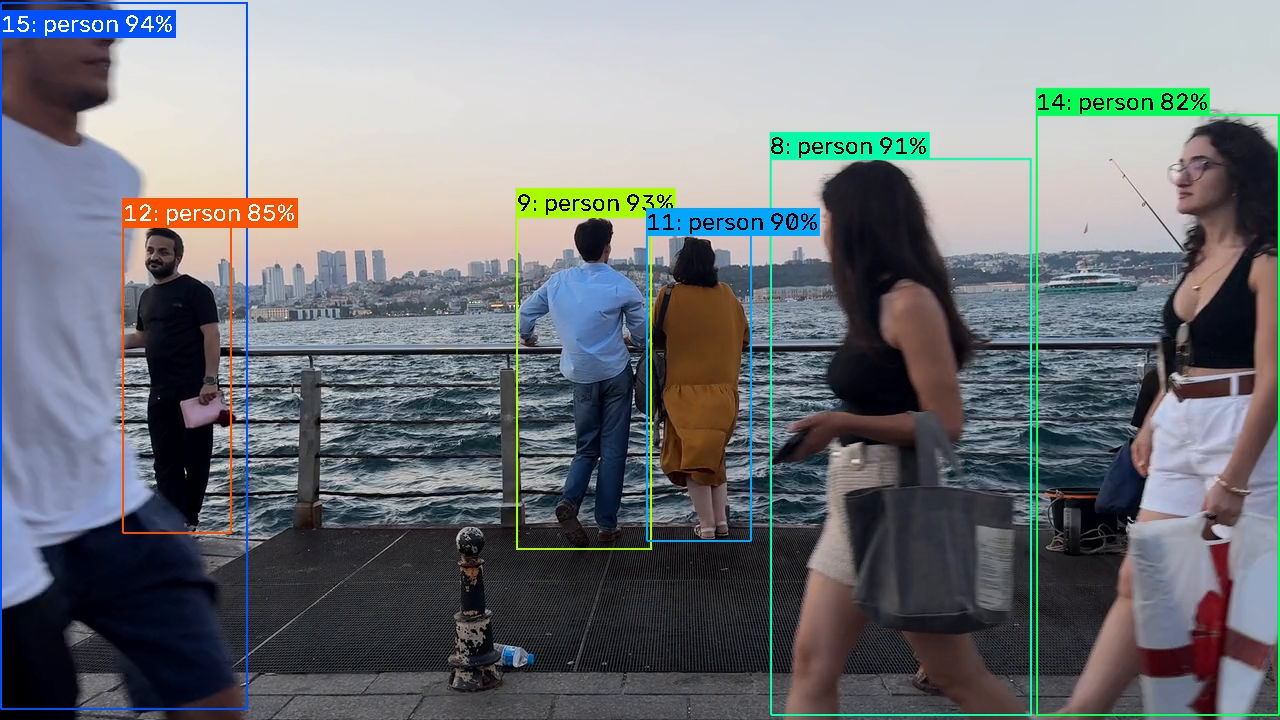 15: person 94%
14: person 82%
8: person 91%
9: person 93%
12: person 85%
11: person 90%